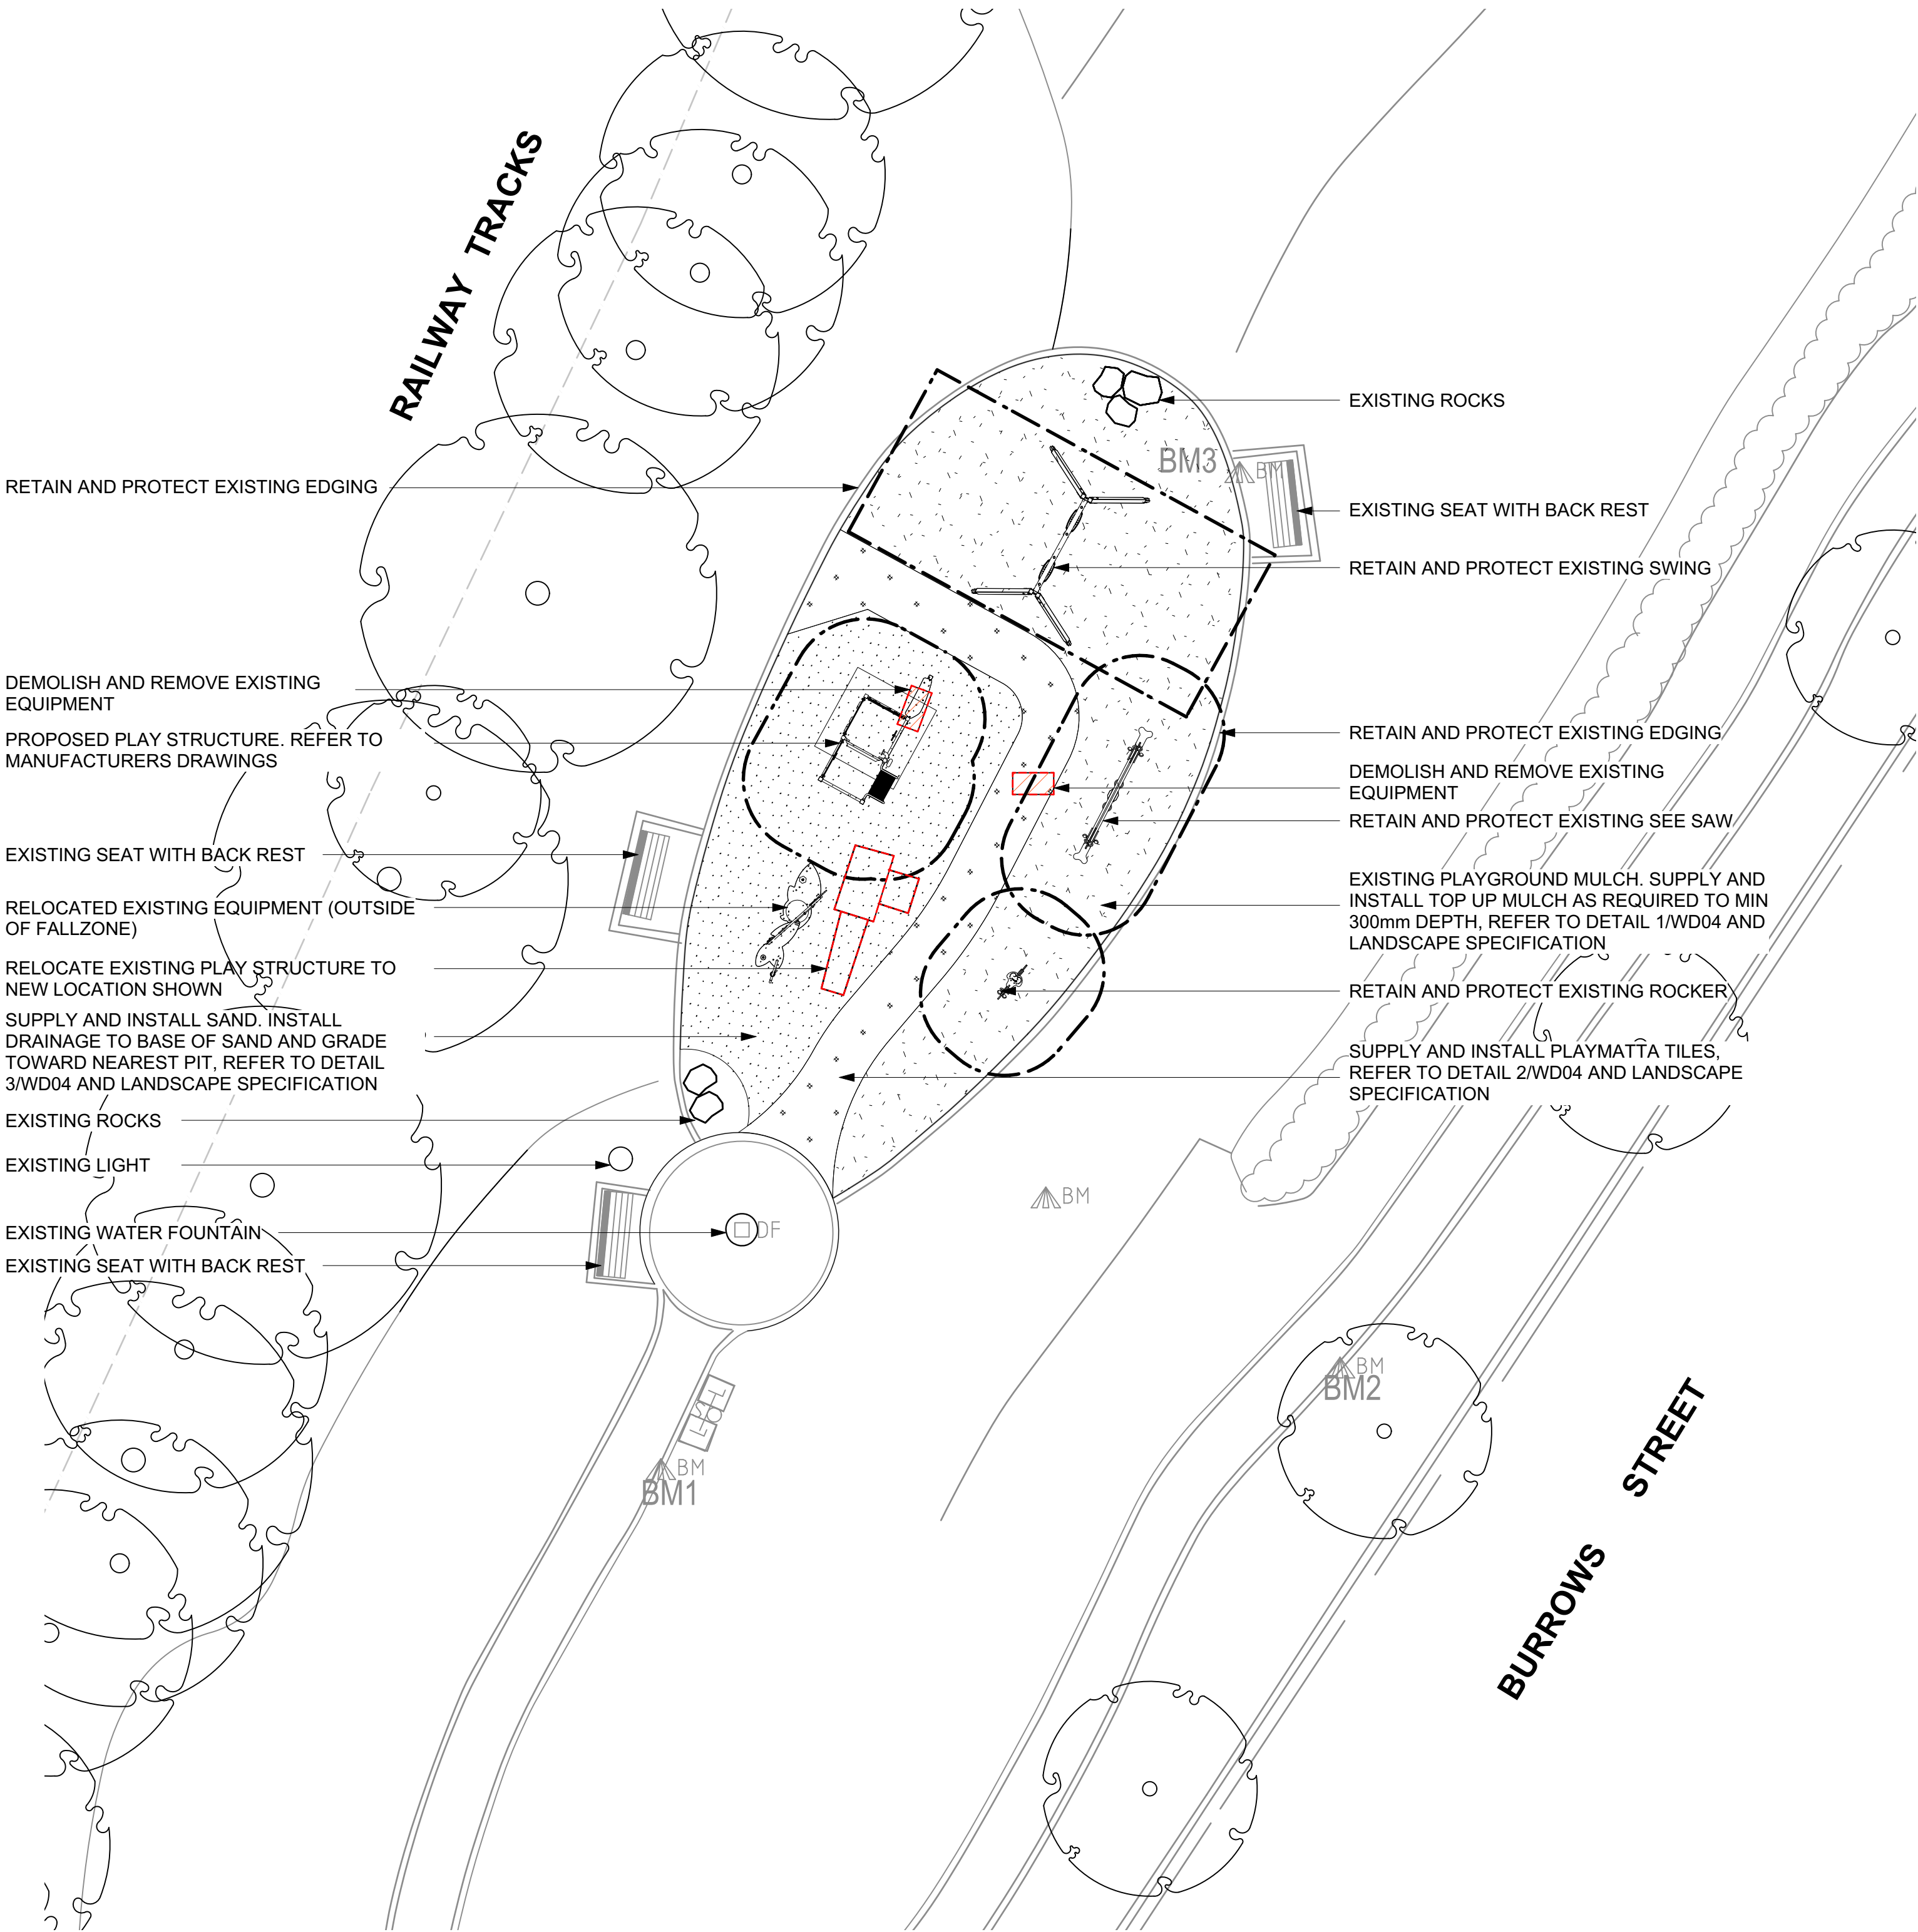 RAILWAY TRACKS
RETAIN AND PROTECT EXISTING EDGING
DEMOLISH AND REMOVE EXISTING
EQUIPMENT
PROPOSED PLAY STRUCTURE. REFER TO
MANUFACTURERS DRAWINGS
EXISTING SEAT WITH BACK REST
RELOCATED EXISTING EQUIPMENT (OUTSIDE
OF FALLZONE)
RELOCATE EXISTING PLAY STRUCTURE TO
NEW LOCATION SHOWN
SUPPLY AND INSTALL SAND. INSTALL
DRAINAGE TO BASE OF SAND AND GRADE
TOWARD NEAREST PIT, REFER TO DETAIL
3/WD04 AND LANDSCAPE SPECIFICATION
EXISTING ROCKS
EXISTING LIGHT
EXISTING WATER FOUNTAIN
EXISTING SEAT WITH BACK REST
EXISTING ROCKS
BM3
BM
EXISTING SEAT WITH BACK REST
RETAIN AND PROTECT EXISTING SWING
RETAIN AND PROTECT EXISTING EDGING
DEMOLISH AND REMOVE EXISTING
EQUIPMENT
RETAIN AND PROTECT EXISTING SEE SAW
EXISTING PLAYGROUND MULCH. SUPPLY AND
INSTALL TOP UP MULCH AS REQUIRED TO MIN
300mm DEPTH, REFER TO DETAIL 1/WD04 AND
LANDSCAPE SPECIFICATION
RETAIN AND PROTECT EXISTING ROCKER
SUPPLY AND INSTALL PLAYMATTA TILES,
REFER TO DETAIL 2/WD04 AND LANDSCAPE
SPECIFICATION
BM
DF
BM
BM2
BM
BM1
BURROWS STREET